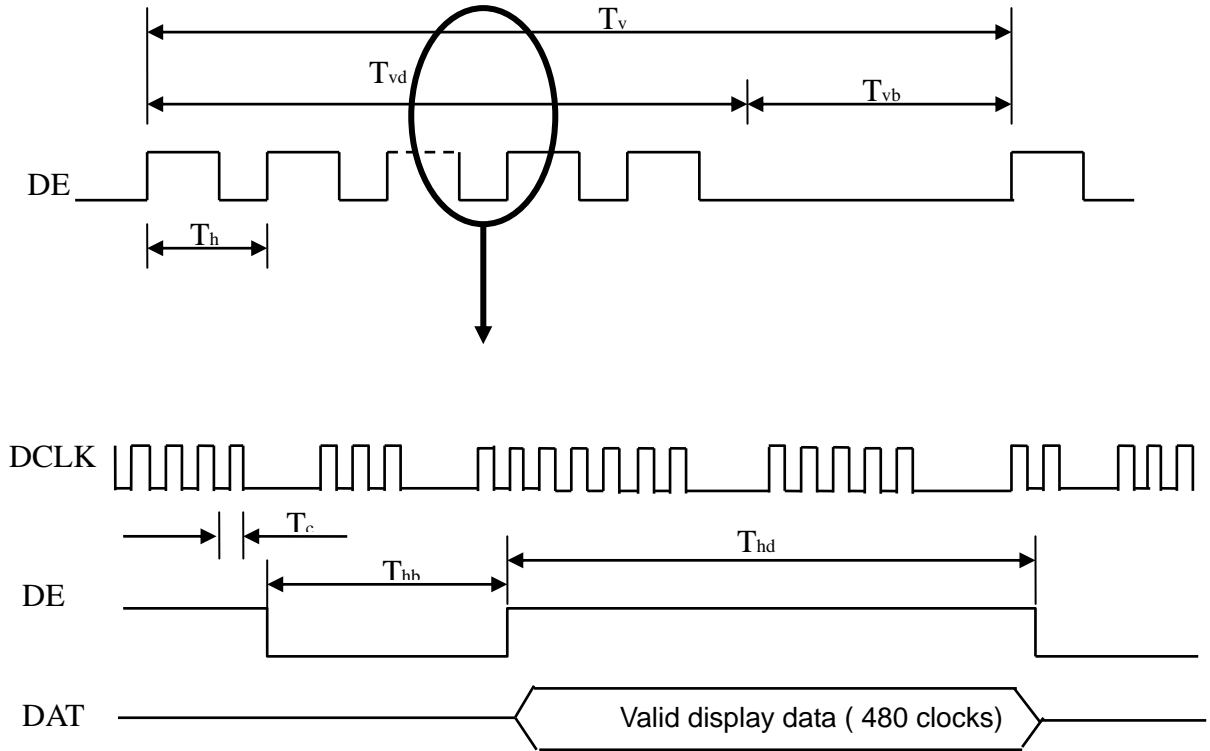 Tv
Tvd
Tvb
DE
Th
DCLK
Tc
Thd
Thb
DE
DAT
Valid display data ( 480 clocks)